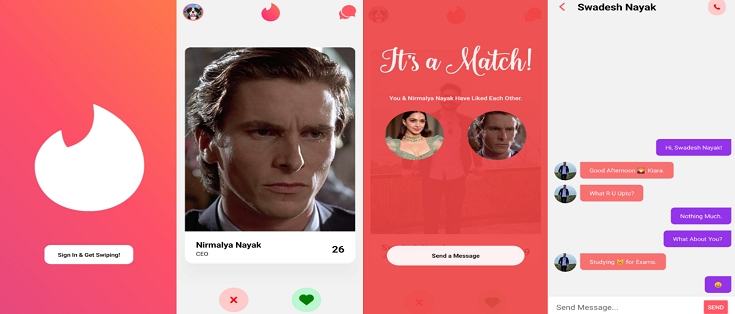 Sign In & Get Swiping!
Nirmalya Nayak
CEO
26
It's a Match!
You & Nirmalya Nayak Have Liked Each Other.
Send a Message
Swadesh Nayak
Hi, Swadesh Nayak!
Good Afternoon 🌄 Kiara.
What R U Upto?
Nothing Much.
What About You?
Studying 😹 for Exams.
😄
Send Message...
SEND